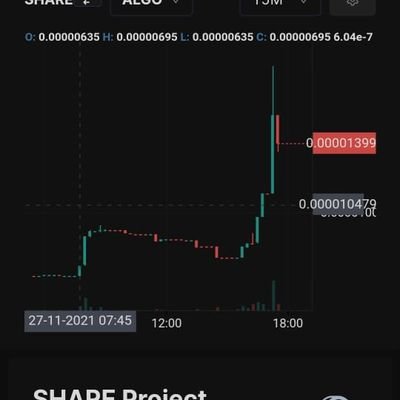 SHARE ALGO 15M
O: 0.00000635 H: 0.00000695 L: 0.00000635 C: 0.00000695 6.04e-7
0.00001399
0.000010479
27-11-2021 07:45 12:00 18:00
SHARE Project